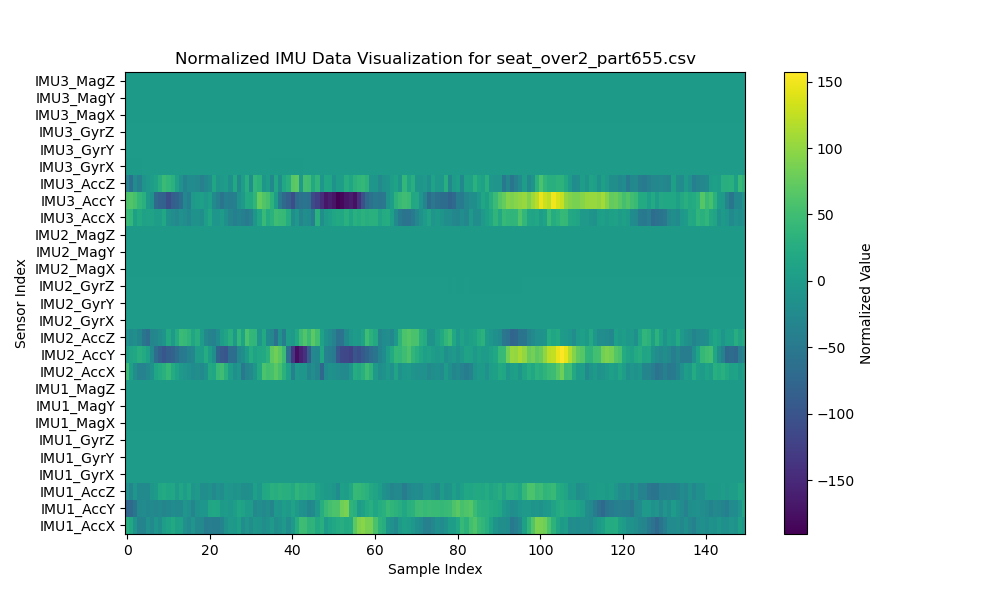 Normalized IMU Data Visualization for seat_over2_part655.csv
Sensor Index
IMU3_MagZ
IMU3_MagY
IMU3_MagX
IMU3_GyrZ
IMU3_GyrY
IMU3_GyrX
IMU3_AccZ
IMU3_AccY
IMU3_AccX
IMU2_MagZ
IMU2_MagY
IMU2_MagX
IMU2_GyrZ
IMU2_GyrY
IMU2_GyrX
IMU2_AccZ
IMU2_AccY
IMU2_AccX
IMU1_MagZ
IMU1_MagY
IMU1_MagX
IMU1_GyrZ
IMU1_GyrY
IMU1_GyrX
IMU1_AccZ
IMU1_AccY
IMU1_AccX
0 20 40 60 80 100 120 140
Sample Index
150
100
50
0
−50
−100
−150
Normalized Value